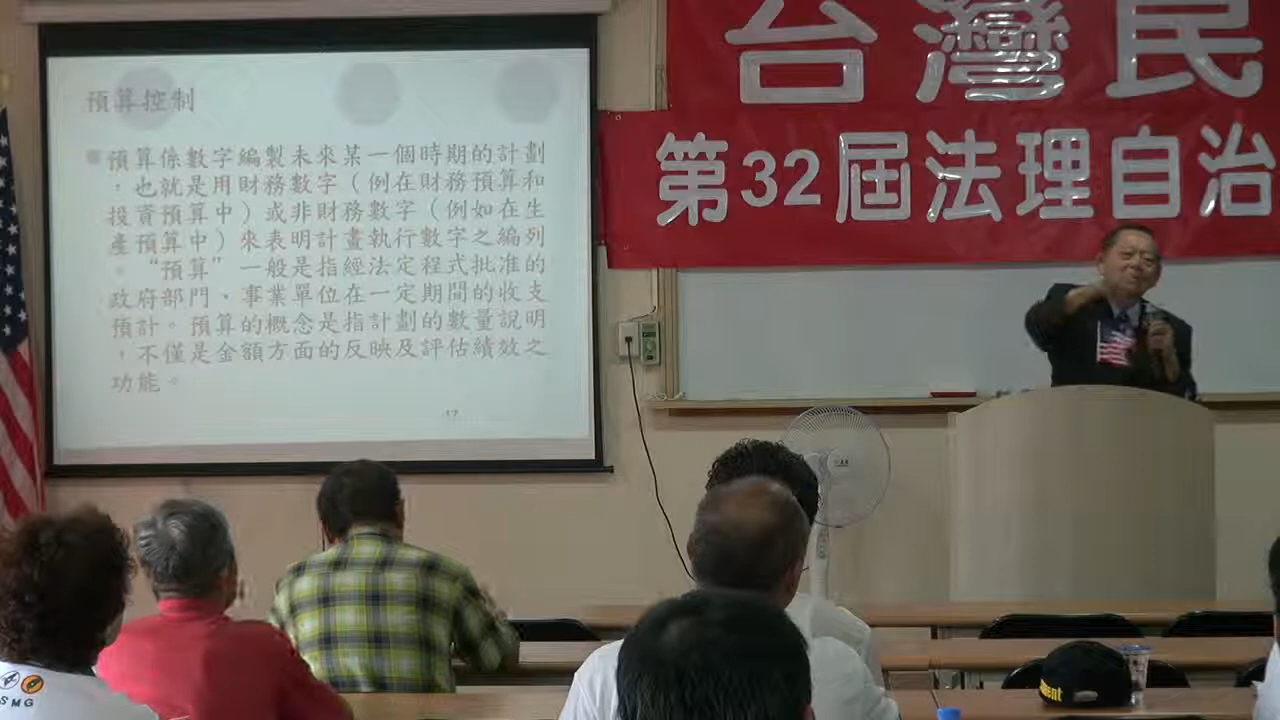 預算控制
預算係數字編製未來某一個時期的計劃
，也就是用財務數字（例在財務預算和
投資預算中）或非財務數字（例如在生
產預算中）來表明計畫執行數字之編列
。“預算”一般是指經法定程式批准的
政府部門、事業單位在一定期間的收支
預計。預算的概念是指計劃的數量說明
，不僅是金額方面的反映及評估績效之
功能。
17
台灣民
第32屆法理自治
SMG